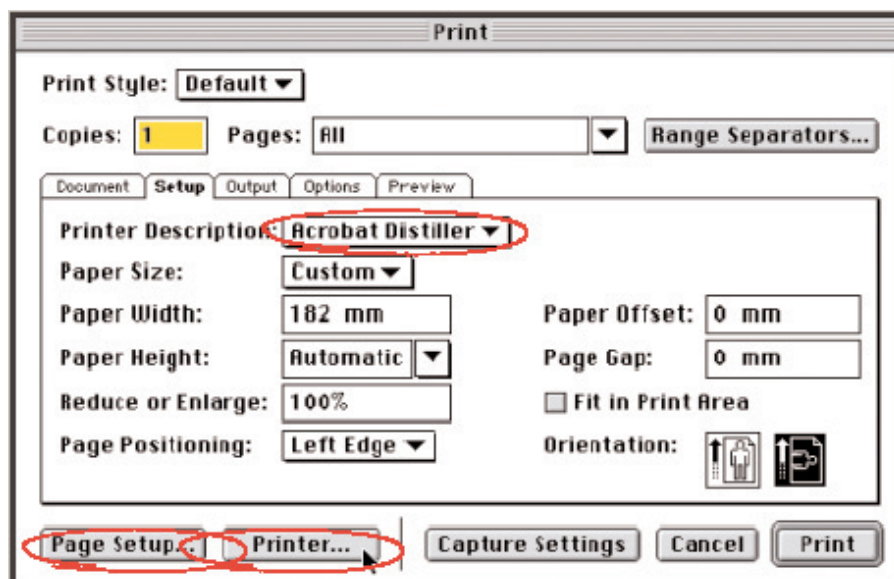 Print
Print Style: Default
Copies: 1 Pages: All Range Separators...
Document Setup Output Options Preview
Printer Description: Acrobat Distiller
Paper Size: Custom
Paper Width: 182 mm Paper Offset: 0 mm
Paper Height: Automatic Page Gap: 0 mm
Reduce or Enlarge: 100% Fit in Print Area
Page Positioning: Left Edge Orientation:
Page Setup... Printer... Capture Settings Cancel Print